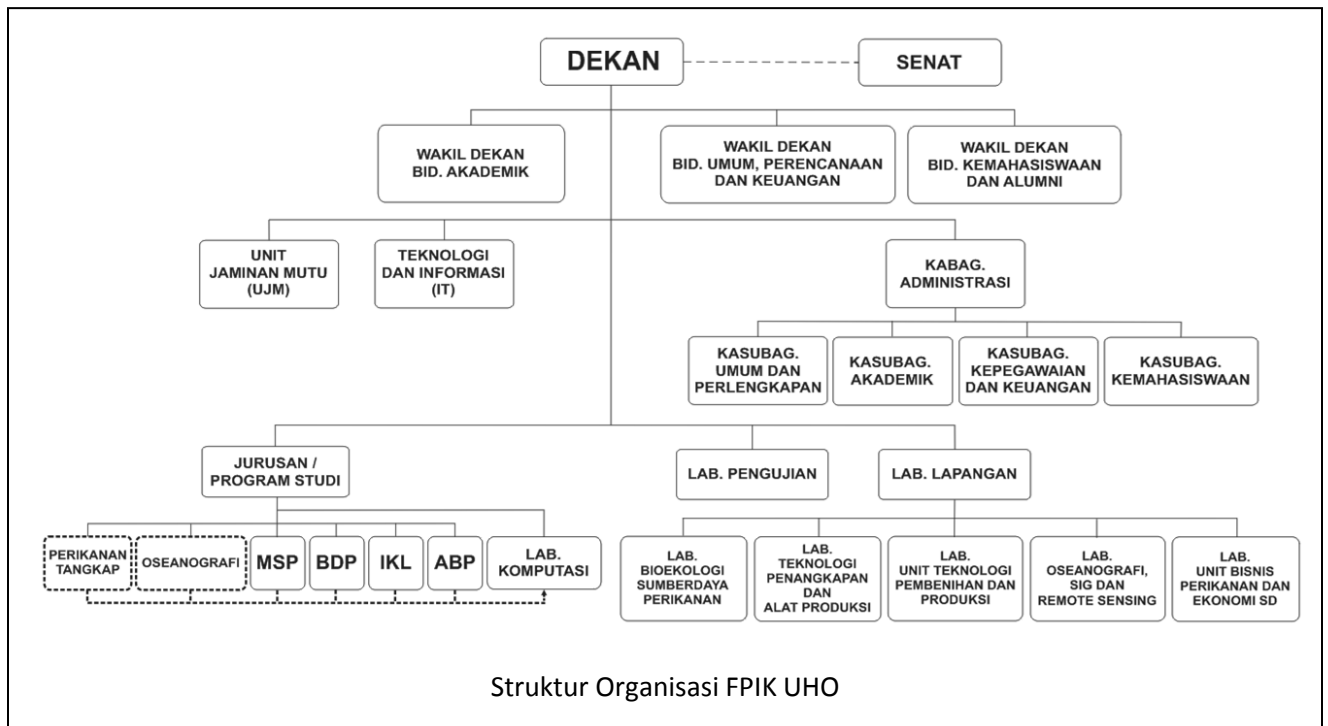 DEKAN
SENAT
WAKIL DEKAN
BID. AKADEMIK
WAKIL DEKAN
BID. UMUM, PERENCANAAN
DAN KEUANGAN
WAKIL DEKAN
BID. KEMAHASISWAAN
DAN ALUMNI
UNIT
JAMINAN MUTU
(UJM)
TEKNOLOGI
DAN INFORMASI
(IT)
KABAG.
ADMINISTRASI
KASUBAG.
UMUM DAN
PERLENGKAPAN
KASUBAG.
AKADEMIK
KASUBAG.
KEPEGAWAIAN
DAN KEUANGAN
KASUBAG.
KEMAHASISWAAN
JURUSAN /
PROGRAM STUDI
LAB. PENGUJIAN
LAB. LAPANGAN
PERIKANAN
TANGKAP
OSEANOGRAFI
MSP
BDP
IKL
ABP
LAB.
KOMPUTASI
LAB.
BIOEKOLOGI
SUMBERDAYA
PERIKANAN
LAB.
TEKNOLOGI
PENANGKAPAN
DAN
ALAT PRODUKSI
LAB.
UNIT TEKNOLOGI
PEMBENIHAN DAN
PRODUKSI
LAB.
OSEANOGRAFI,
SIG DAN
REMOTE SENSING
LAB.
UNIT BISNIS
PERIKANAN DAN
EKONOMI SD
Struktur Organisasi FPIK UHO